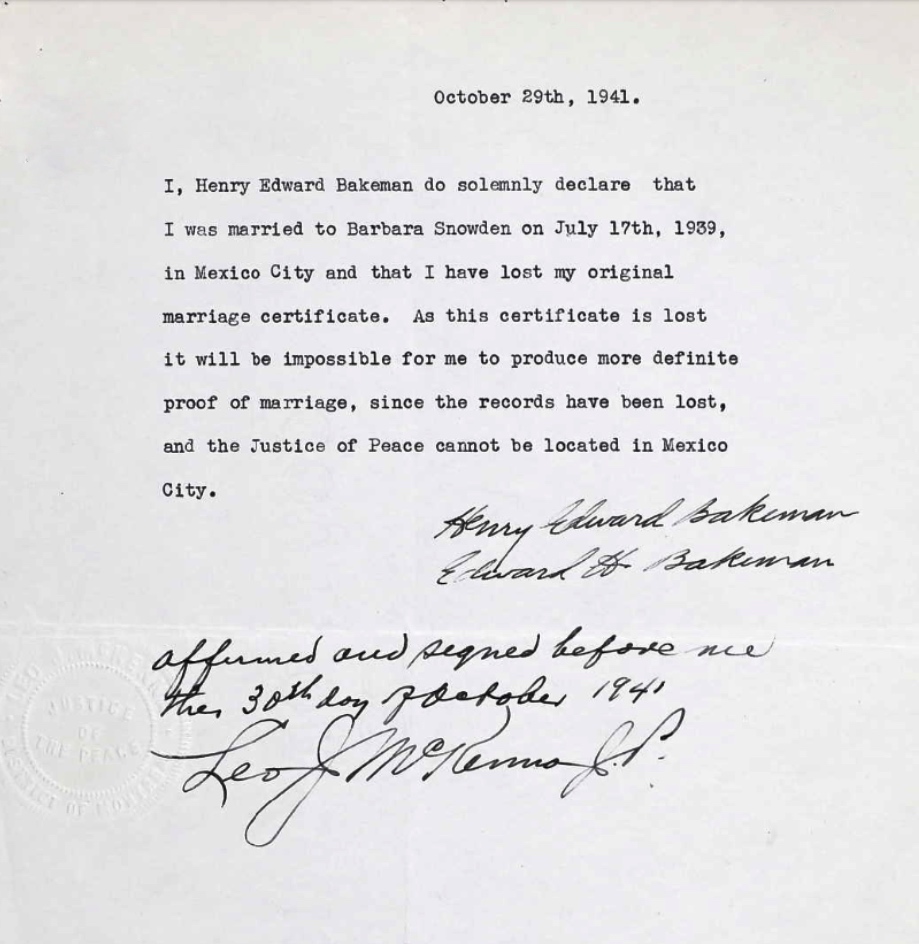 October 29th, 1941.
I, Henry Edward Bakeman do solemnly declare that
I was married to Barbara Snowden on July 17th, 1939,
in Mexico City and that I have lost my original
marriage certificate. As this certificate is lost
it will be impossible for me to produce more definite
proof of marriage, since the records have been lost,
and the Justice of Peace cannot be located in Mexico
City.
Henry Edward Bakeman
Edward H. Bakeman
affirmed and signed before me
this 30th day of October 1941
Leo J McKenna J.P.
JUSTICE
OF
THE PEACE
DISTRICT OF MONTREAL